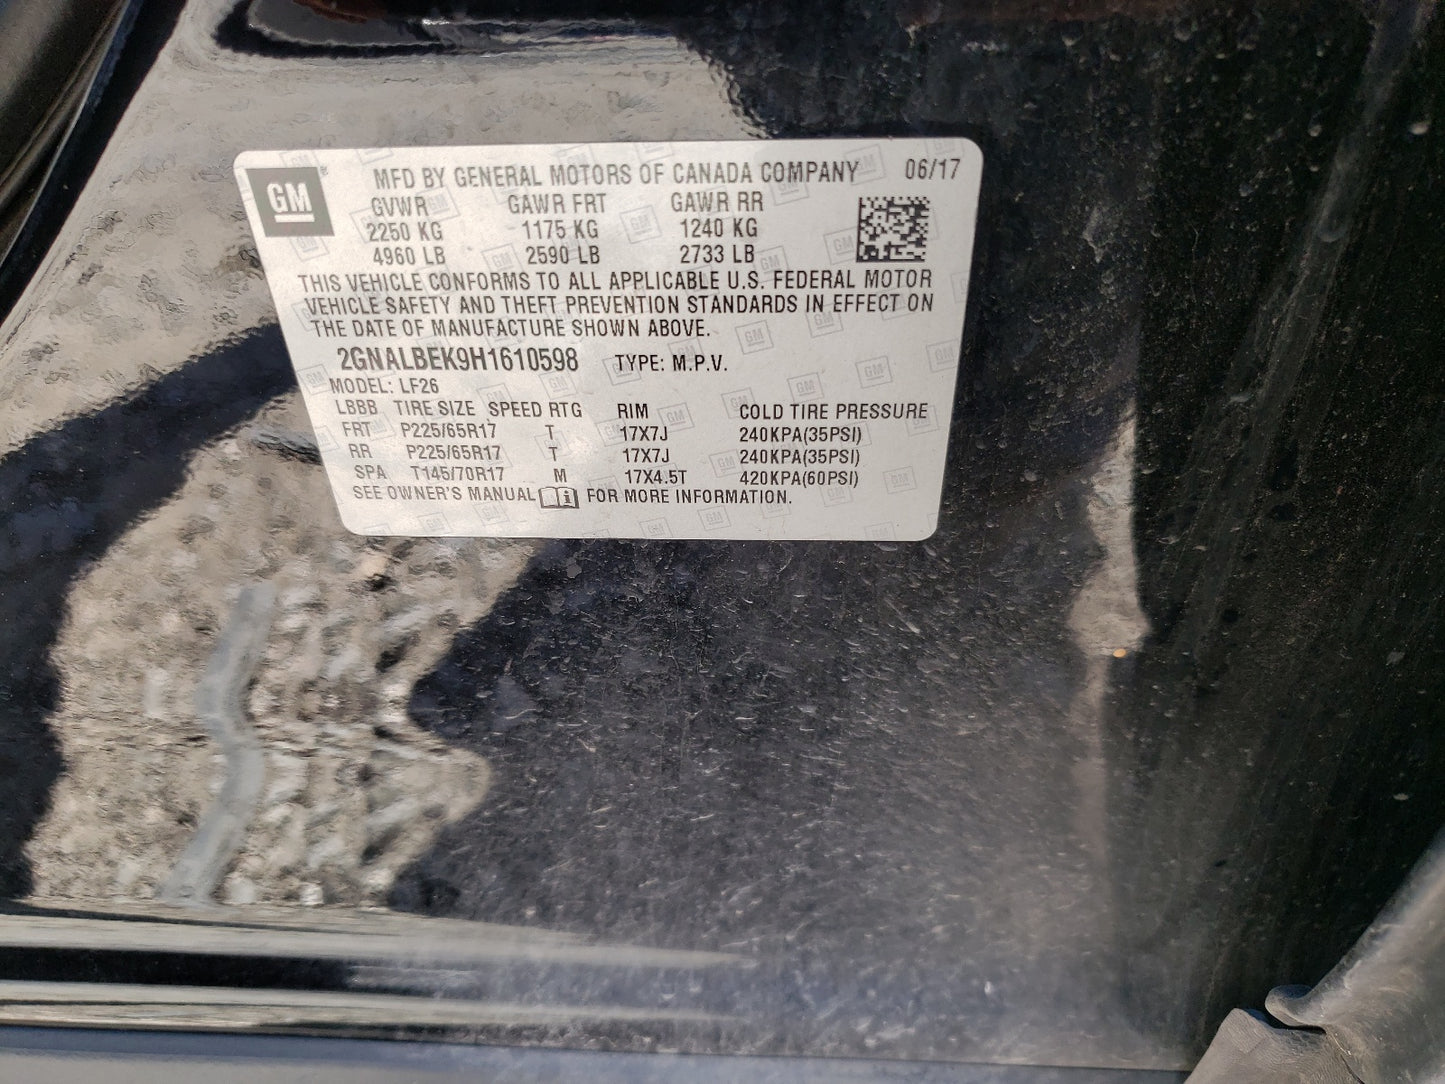 GM
MFD BY GENERAL MOTORS OF CANADA COMPANY 06/17
GVWR GAWR FRT GAWR RR
2250 KG 1175 KG 1240 KG
4960 LB 2590 LB 2733 LB
THIS VEHICLE CONFORMS TO ALL APPLICABLE U.S. FEDERAL MOTOR
VEHICLE SAFETY AND THEFT PREVENTION STANDARDS IN EFFECT ON
THE DATE OF MANUFACTURE SHOWN ABOVE.
2GNALBEK9H1610598 TYPE: M.P.V.
MODEL: LF26
LBBB TIRE SIZE SPEED RTG RIM COLD TIRE PRESSURE
FRT P225/65R17 T 17X7J 240KPA(35PSI)
RR P225/65R17 T 17X7J 240KPA(35PSI)
SPA T145/70R17 M 17X4.5T 420KPA(60PSI)
SEE OWNER'S MANUAL FOR MORE INFORMATION.